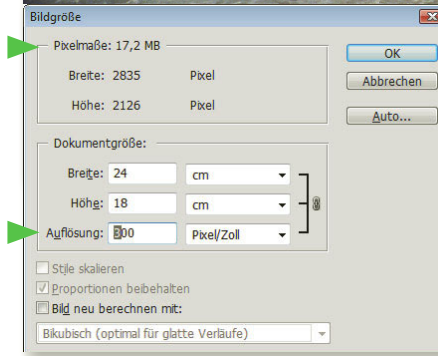 Bildgröße
Pixelmaße: 17,2 MB
OK
Breite: 2835 Pixel
Abbrechen
Höhe: 2126 Pixel
Auto...
Dokumentgröße:
Breite: 24 cm
Höhe: 18 cm
Auflösung: 300 Pixel/Zoll
Stile skalieren
Proportionen beibehalten
Bild neu berechnen mit:
Bikubisch (optimal für glatte Verläufe)